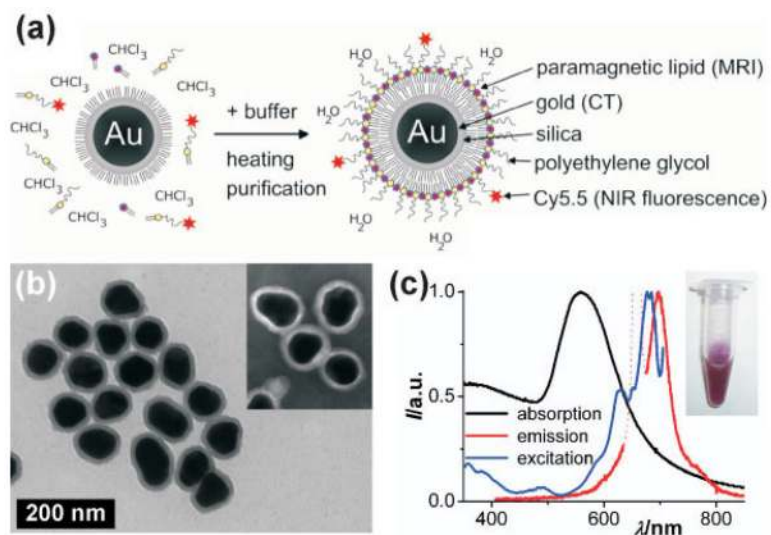 (a)
CHCl3
CHCl3
CHCl3
CHCl3
CHCl3
CHCl3
CHCl3
Au
+ buffer
heating
purification
H2O
H2O
H2O
H2O
H2O
H2O
Au
paramagnetic lipid (MRI)
gold (CT)
silica
polyethylene glycol
Cy5.5 (NIR fluorescence)
(b)
200 nm
(c)
1.0
0.5
0.0
I/a.u.
absorption
emission
excitation
400
600
800
λ/nm